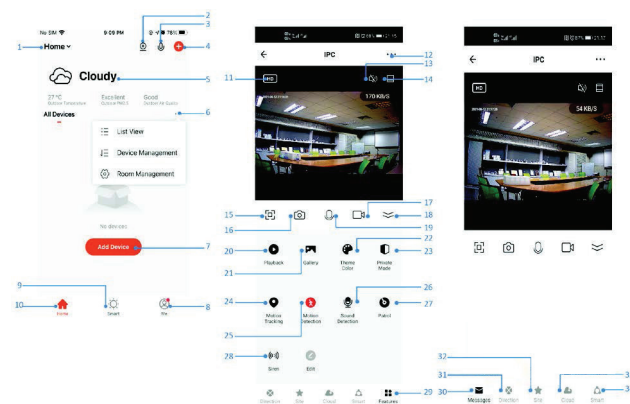 2
3
No SIM 9:09 PM 78%
1 Home 4
Cloudy 5
27 °C Excellent Good
6
All Devices
List View
Device Management
Room Management
No devices
Add Device 7
9
10 8
Home Smart Me
IPC 12
13
11 HD 14
170 KB/S
15 17
16 18
19
20 22
Playback Gallery Theme Color Private Mode
21 23
24 26
Motion Tracking Motion Detection Sound Detection Patrol
25 27
28
Siren Edit
29
Direction Site Cloud Smart Features
IPC
HD
54 KB/S
32
31 3
30 3
Messages Direction Site Cloud Smart